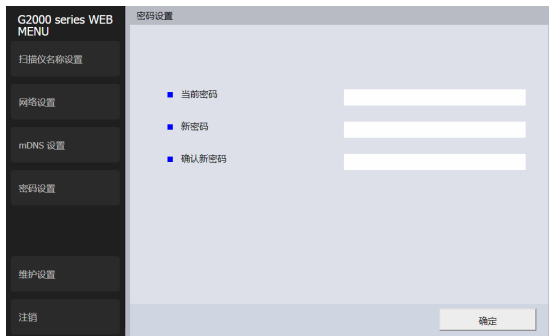 G2000 series WEB
MENU
扫描仪名称设置
网络设置
mDNS 设置
密码设置
维护设置
注销
密码设置
当前密码
新密码
确认新密码
确定